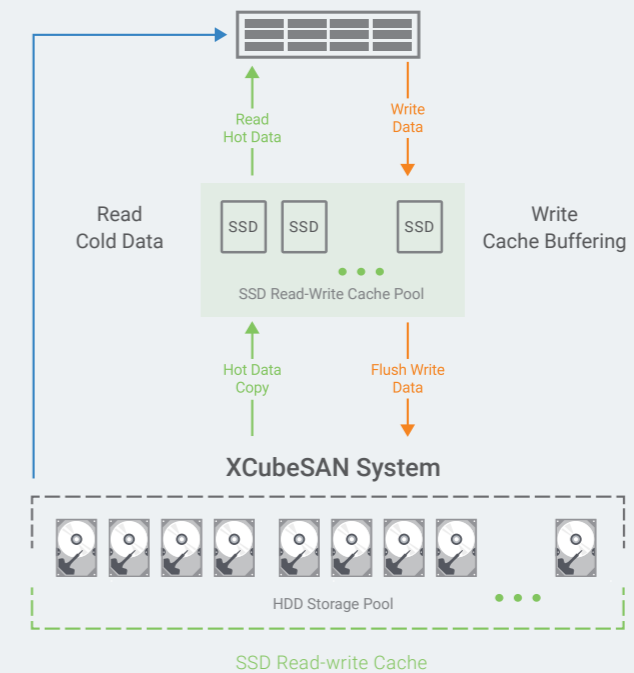 Read
Hot Data
Write
Data
Read
Cold Data
SSD
SSD
SSD
Write
Cache Buffering
SSD Read-Write Cache Pool
Hot Data
Copy
Flush Write
Data
XCubeSAN System
HDD Storage Pool
SSD Read-write Cache